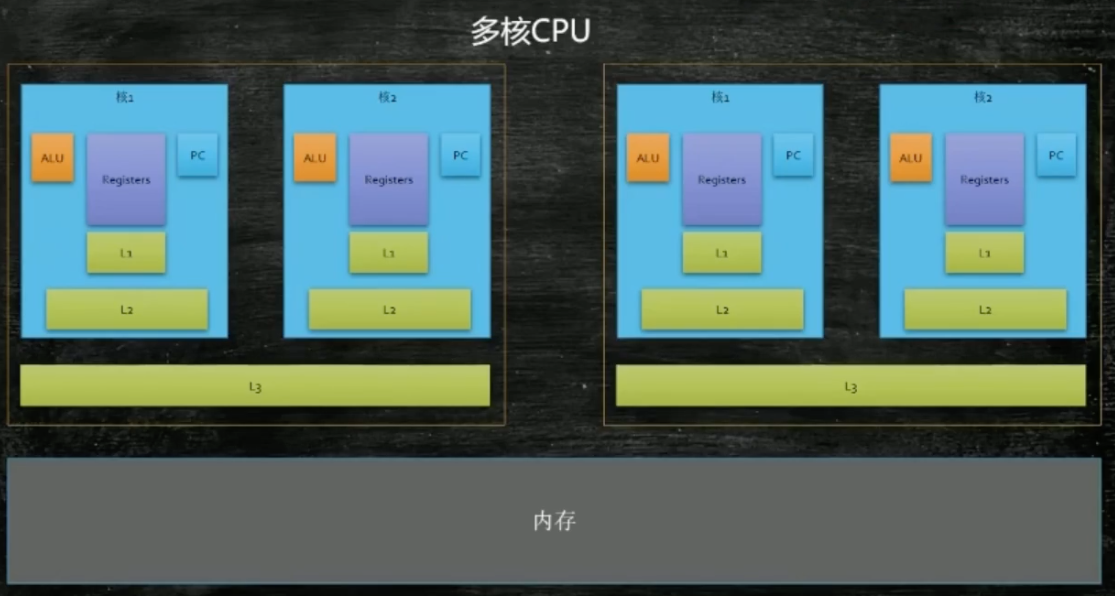 多核CPU
核1
ALU
Registers
PC
L1
L2
核2
ALU
Registers
PC
L1
L2
L3
核1
ALU
Registers
PC
L1
L2
核2
ALU
Registers
PC
L1
L2
L3
内存